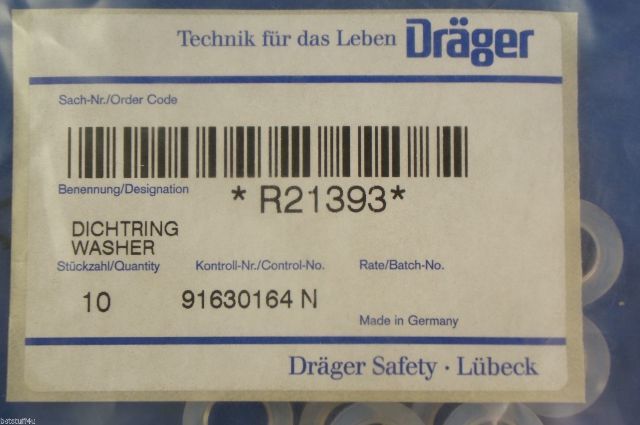 Technik für das Leben Dräger
Sach-Nr./Order Code
Benennung/Designation
*R21393*
DICHTRING
WASHER
Stückzahl/Quantity Kontroll-Nr./Control-No. Rate/Batch-No.
10 91630164 N
Made in Germany
Dräger Safety · Lübeck
batstuff4u